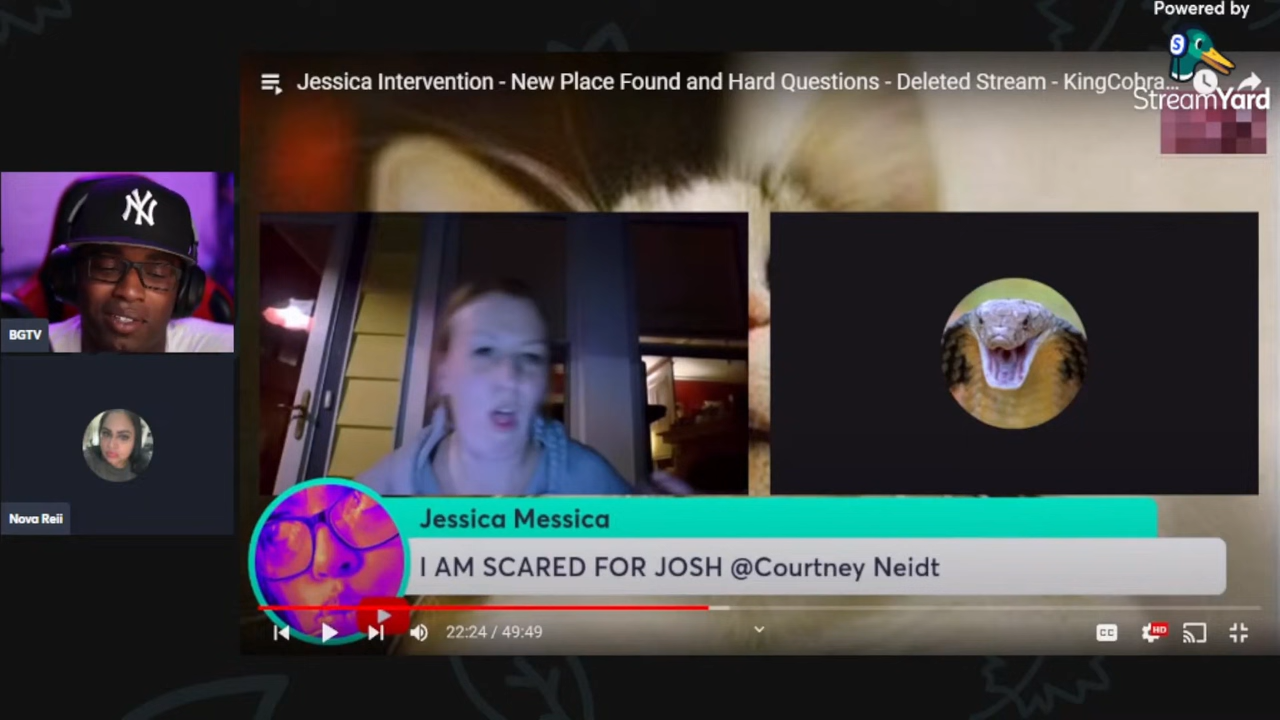 Powered by
S
StreamYard
Jessica Intervention - New Place Found and Hard Questions - Deleted Stream - KingCobra...
NY
BGTV
Nova Reii
Jessica Messica
I AM SCARED FOR JOSH @Courtney Neidt
22:24 / 49:49
CC
HD